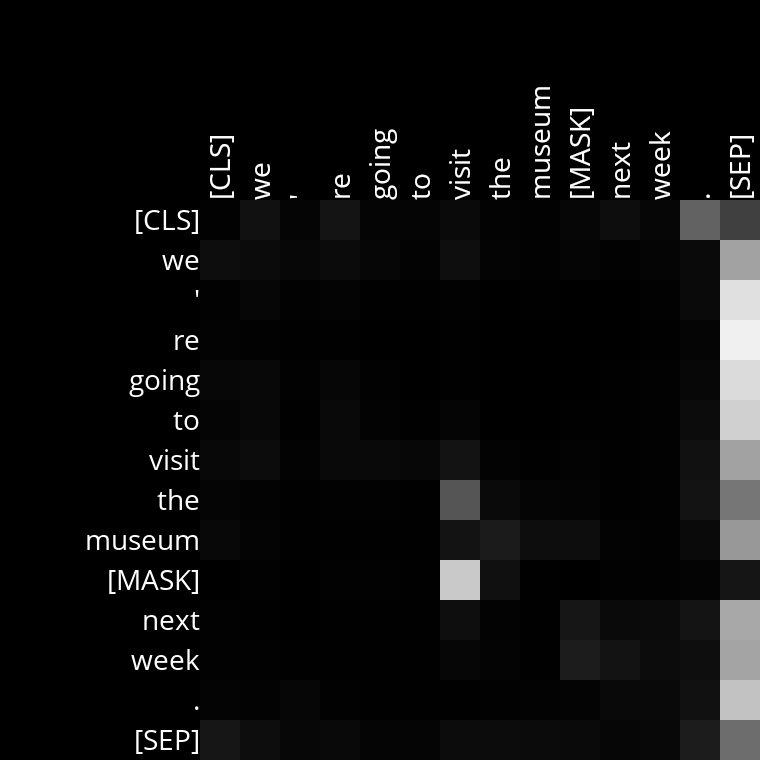 [CLS] we ' re going to visit the museum [MASK] next week . [SEP]
[CLS]
we
'
re
going
to
visit
the
museum
[MASK]
next
week
.
[SEP]